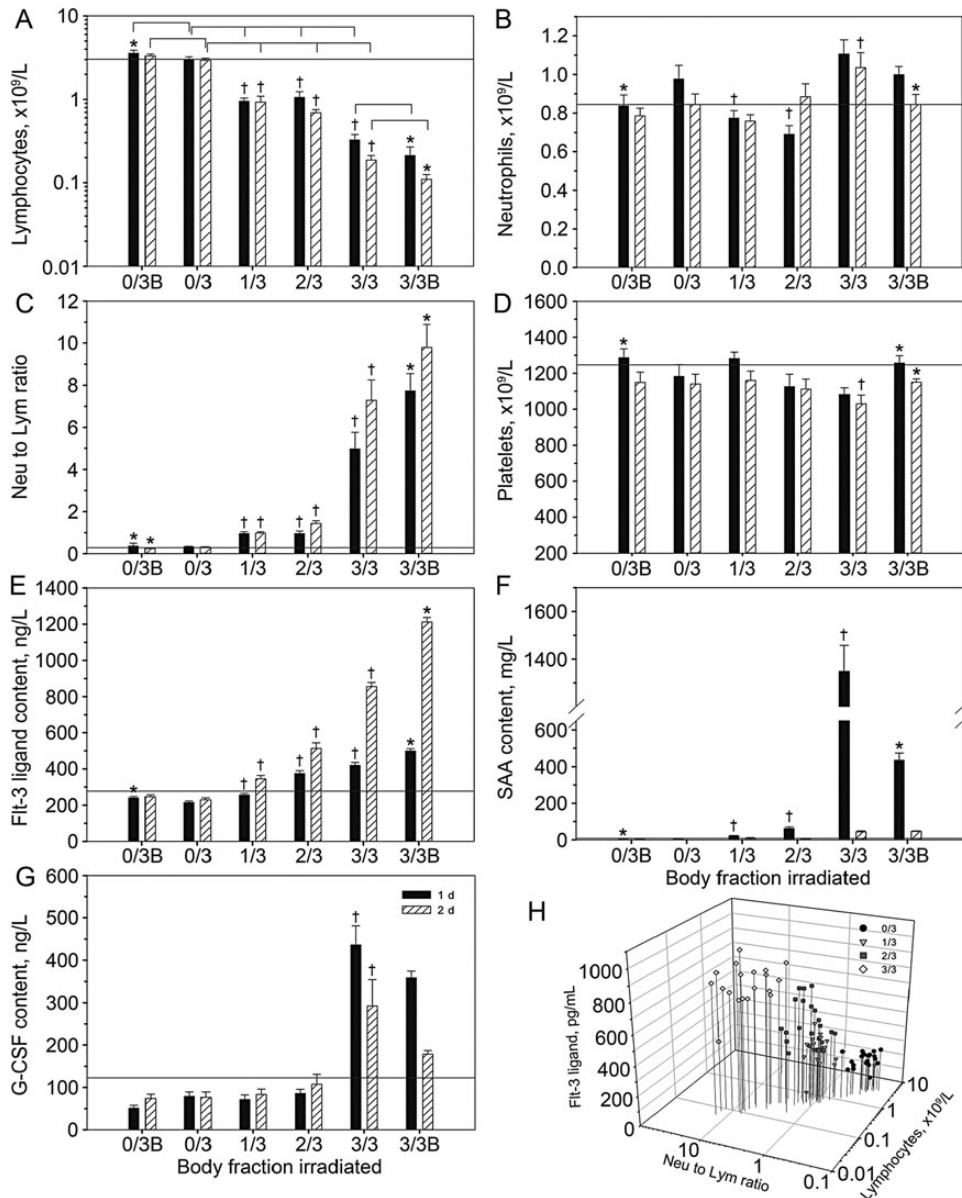 A
Lymphocytes, x10⁹/L
10
1
0.1
0.01
* † † † † † † * *
0/3B 0/3 1/3 2/3 3/3 3/3B
B
Neutrophils, x10⁹/L
1.2
1.0
0.8
0.6
0.4
0.2
0.0
* † † † *
0/3B 0/3 1/3 2/3 3/3 3/3B
C
Neu to Lym ratio
12
10
8
6
4
2
0
* * † † † † † † * *
0/3B 0/3 1/3 2/3 3/3 3/3B
D
Platelets, x10⁹/L
1600
1400
1200
1000
800
600
400
200
* † * *
0/3B 0/3 1/3 2/3 3/3 3/3B
E
Flt-3 ligand content, ng/L
1400
1200
1000
800
600
400
200
0
* † † † † † † * *
0/3B 0/3 1/3 2/3 3/3 3/3B
F
SAA content, mg/L
1600
1400
600
400
200
0
* † † † *
0/3B 0/3 1/3 2/3 3/3 3/3B
Body fraction irradiated
G
G-CSF content, ng/L
600
500
400
300
200
100
0
1 d
2 d
† †
0/3B 0/3 1/3 2/3 3/3 3/3B
Body fraction irradiated
H
0/3
1/3
2/3
3/3
Flt-3 ligand, pg/mL
1000
800
600
400
200
0
10
1
0.1
Neu to Lym ratio
10
1
0.1
0.01
Lymphocytes, x10⁹/L